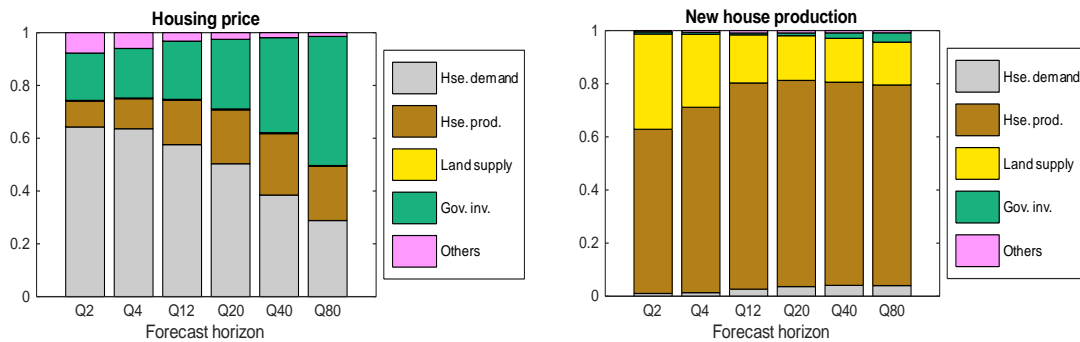 Housing price
1
0.8
0.6
0.4
0.2
0
Q2 Q4 Q12 Q20 Q40 Q80
Forecast horizon
Hse. demand
Hse. prod.
Land supply
Gov. inv.
Others
New house production
1
0.8
0.6
0.4
0.2
0
Q2 Q4 Q12 Q20 Q40 Q80
Forecast horizon
Hse. demand
Hse. prod.
Land supply
Gov. inv.
Others